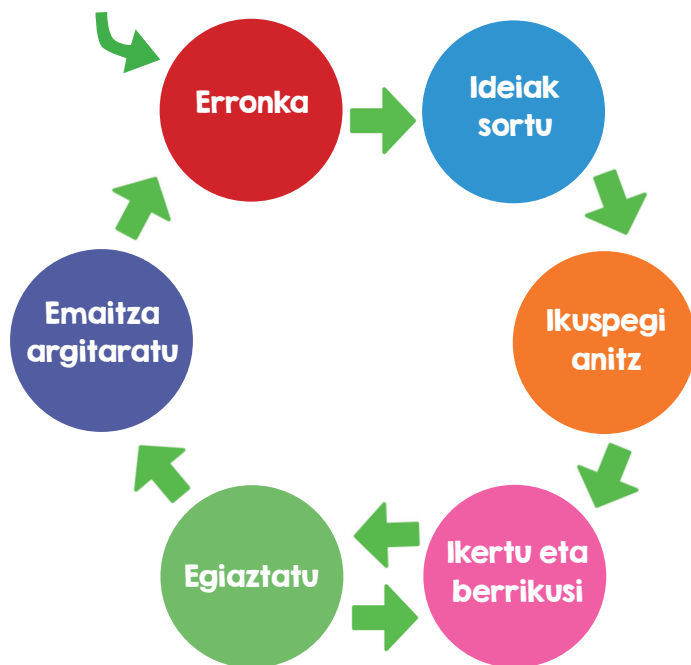 Erronka
Ideiak
sortu
Ikuspegi
anitz
Ikertu eta
berrikusi
Egiaztatu
Emaitza
argitaratu